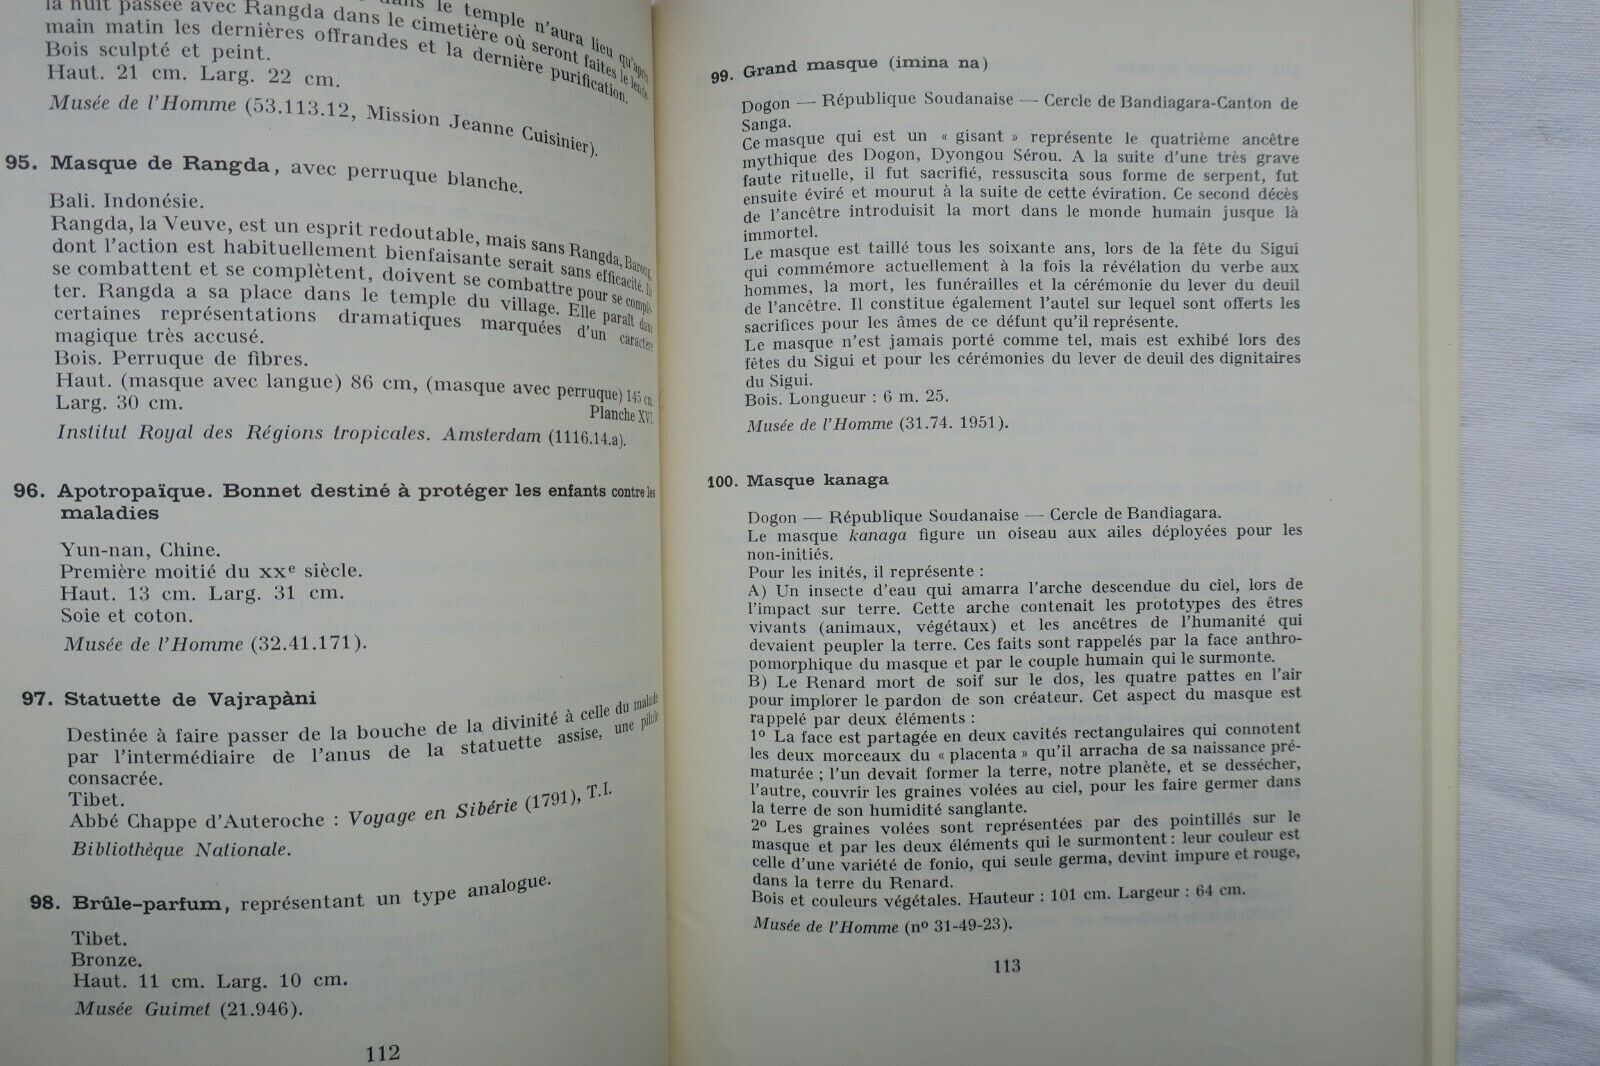 dans le temple n'aura lieu qu'après
la nuit passée avec Rangda dans le cimetière où seront faites le lende-
main matin les dernières offrandes et la dernière purification.
Bois sculpté et peint.
Haut. 21 cm. Larg. 22 cm.
Musée de l'Homme (53.113.12, Mission Jeanne Cuisinier).
95. Masque de Rangda, avec perruque blanche.
Bali. Indonésie.
Rangda, la Veuve, est un esprit redoutable, mais sans Rangda, Barong,
dont l'action est habituellement bienfaisante serait sans efficacité. Ils
se combattent et se complètent, doivent se combattre pour se complé-
ter. Rangda a sa place dans le temple du village. Elle paraît dans
certaines représentations dramatiques marquées d'un caractère
magique très accusé.
Bois. Perruque de fibres.
Haut. (masque avec langue) 86 cm, (masque avec perruque) 145 cm.
Larg. 30 cm.
Planche XVI.
Institut Royal des Régions tropicales. Amsterdam (1116.14.a).
96. Apotropaïque. Bonnet destiné à protéger les enfants contre les
maladies
Yun-nan, Chine.
Première moitié du XXe siècle.
Haut. 13 cm. Larg. 31 cm.
Soie et coton.
Musée de l'Homme (32.41.171).
97. Statuette de Vajrapàni
Destinée à faire passer de la bouche de la divinité à celle du malade
par l'intermédiaire de l'anus de la statuette assise, une pilule
consacrée.
Tibet.
Abbé Chappe d'Auteroche : Voyage en Sibérie (1791), T.I.
Bibliothèque Nationale.
98. Brûle-parfum, représentant un type analogue.
Tibet.
Bronze.
Haut. 11 cm. Larg. 10 cm.
Musée Guimet (21.946).
112
99. Grand masque (imina na)
Dogon — République Soudanaise — Cercle de Bandiagara-Canton de
Sanga.
Ce masque qui est un « gisant » représente le quatrième ancêtre
mythique des Dogon, Dyongou Sérou. A la suite d'une très grave
faute rituelle, il fut sacrifié, ressuscita sous forme de serpent, fut
ensuite éviré et mourut à la suite de cette éviration. Ce second décès
de l'ancêtre introduisit la mort dans le monde humain jusque là
immortel.
Le masque est taillé tous les soixante ans, lors de la fête du Sigui
qui commémore actuellement à la fois la révélation du verbe aux
hommes, la mort, les funérailles et la cérémonie du lever du deuil
de l'ancêtre. Il constitue également l'autel sur lequel sont offerts les
sacrifices pour les âmes de ce défunt qu'il représente.
Le masque n'est jamais porté comme tel, mais est exhibé lors des
fêtes du Sigui et pour les cérémonies du lever de deuil des dignitaires
du Sigui.
Bois. Longueur : 6 m. 25.
Musée de l'Homme (31.74. 1951).
100. Masque kanaga
Dogon — République Soudanaise — Cercle de Bandiagara.
Le masque kanaga figure un oiseau aux ailes déployées pour les
non-initiés.
Pour les inités, il représente :
A) Un insecte d'eau qui amarra l'arche descendue du ciel, lors de
l'impact sur terre. Cette arche contenait les prototypes des êtres
vivants (animaux, végétaux) et les ancêtres de l'humanité qui
devaient peupler la terre. Ces faits sont rappelés par la face anthro-
pomorphique du masque et par le couple humain qui le surmonte.
B) Le Renard mort de soif sur le dos, les quatre pattes en l'air
pour implorer le pardon de son créateur. Cet aspect du masque est
rappelé par deux éléments :
1º La face est partagée en deux cavités rectangulaires qui connotent
les deux morceaux du « placenta » qu'il arracha de sa naissance pré-
maturée ; l'un devait former la terre, notre planète, et se dessécher,
l'autre, couvrir les graines volées au ciel, pour les faire germer dans
la terre de son humidité sanglante.
2º Les graines volées sont représentées par des pointillés sur le
masque et par les deux éléments qui le surmontent : leur couleur est
celle d'une variété de fonio, qui seule germa, devint impure et rouge,
dans la terre du Renard.
Bois et couleurs végétales. Hauteur : 101 cm. Largeur : 64 cm.
Musée de l'Homme (nº 31-49-23).
113